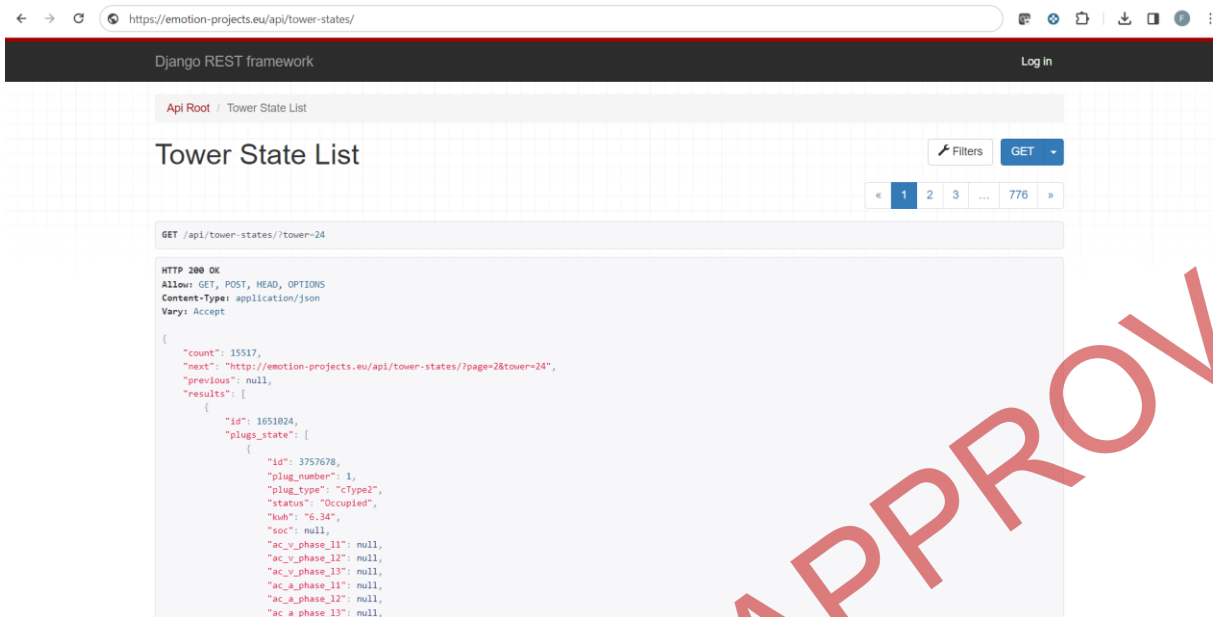 https://emotion-projects.eu/api/tower-states/
F
Django REST framework
Log in
Api Root / Tower State List
Tower State List
Filters
GET
« 1 2 3 … 776 »
GET /api/tower-states/?tower=24
HTTP 200 OK
Allow: GET, POST, HEAD, OPTIONS
Content-Type: application/json
Vary: Accept
{
"count": 15517,
"next": "http://emotion-projects.eu/api/tower-states/?page=2&tower=24",
"previous": null,
"results": [
{
"id": 1651024,
"plugs_state": [
{
"id": 3757678,
"plug_number": 1,
"plug_type": "cType2",
"status": "Occupied",
"kwh": "6.34",
"soc": null,
"ac_v_phase_l1": null,
"ac_v_phase_l2": null,
"ac_v_phase_l3": null,
"ac_a_phase_l1": null,
"ac_a_phase_l2": null,
"ac_a_phase_l3": null,
APPROV